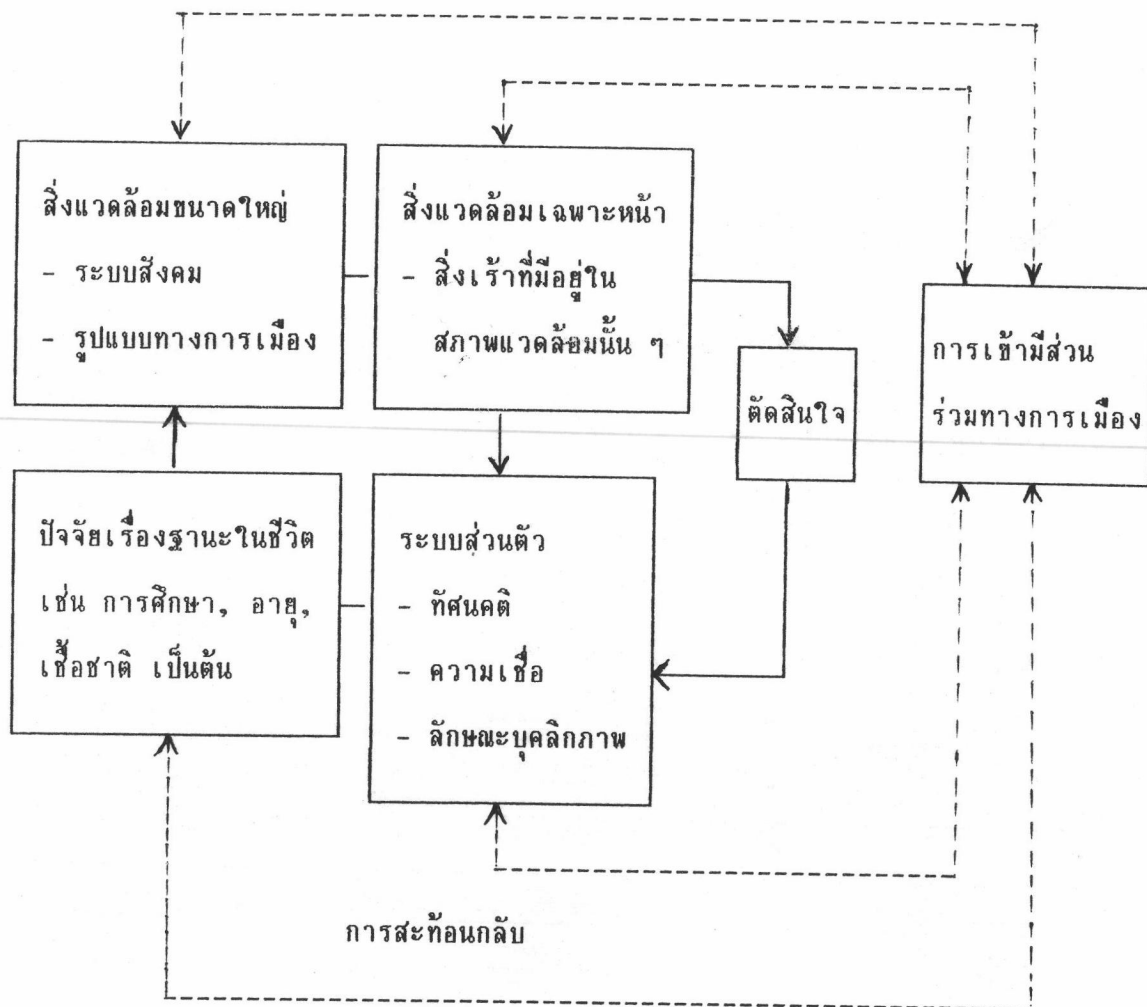 สิ่งแวดล้อมขนาดใหญ่
- ระบบสังคม
- รูปแบบทางการเมือง
สิ่งแวดล้อมเฉพาะหน้า
- สิ่งเร้าที่มีอยู่ใน
สภาพแวดล้อมนั้น ๆ
ตัดสินใจ
การเข้ามีส่วน
ร่วมทางการเมือง
ปัจจัยเรื่องฐานะในชีวิต
เช่น การศึกษา, อายุ,
เชื้อชาติ เป็นต้น
ระบบส่วนตัว
- ทัศนคติ
- ความเชื่อ
- ลักษณะบุคลิกภาพ
การสะท้อนกลับ